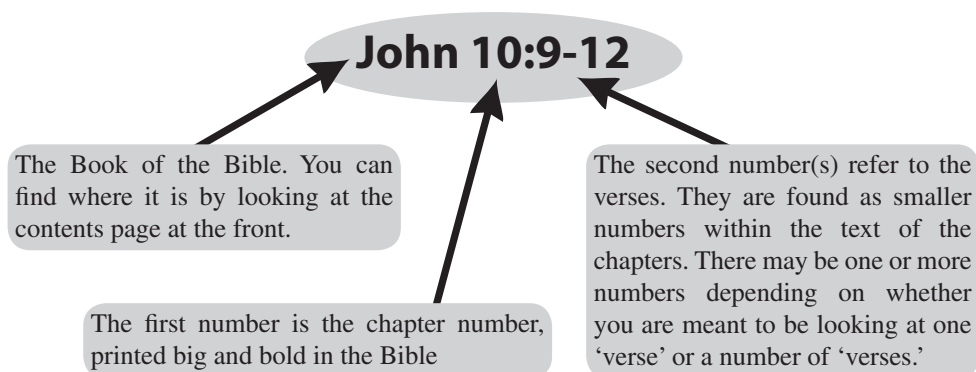 John 10:9-12
The Book of the Bible. You can
find where it is by looking at the
contents page at the front.
The first number is the chapter number,
printed big and bold in the Bible
The second number(s) refer to the
verses. They are found as smaller
numbers within the text of the
chapters. There may be one or more
numbers depending on whether
you are meant to be looking at one
‘verse’ or a number of ‘verses.’